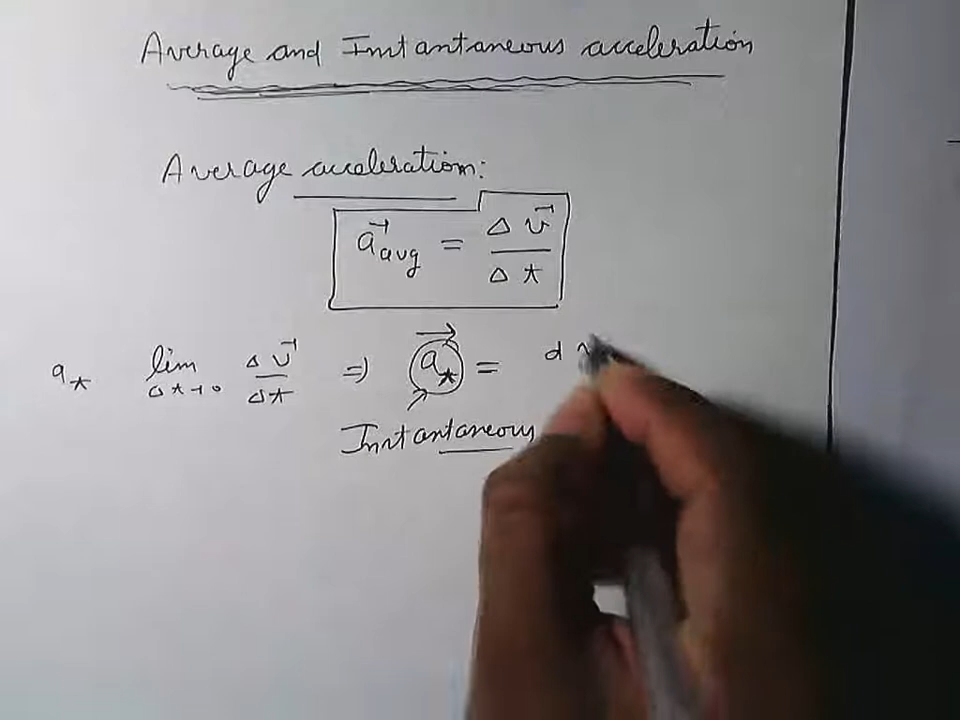 Average and Instantaneous acceleration
Average acceleration:
a⃗avg = Δv⃗ / Δt
at lim Δt→0 Δv⃗ / Δt ⇒ a⃗t = d v
Instantaneous